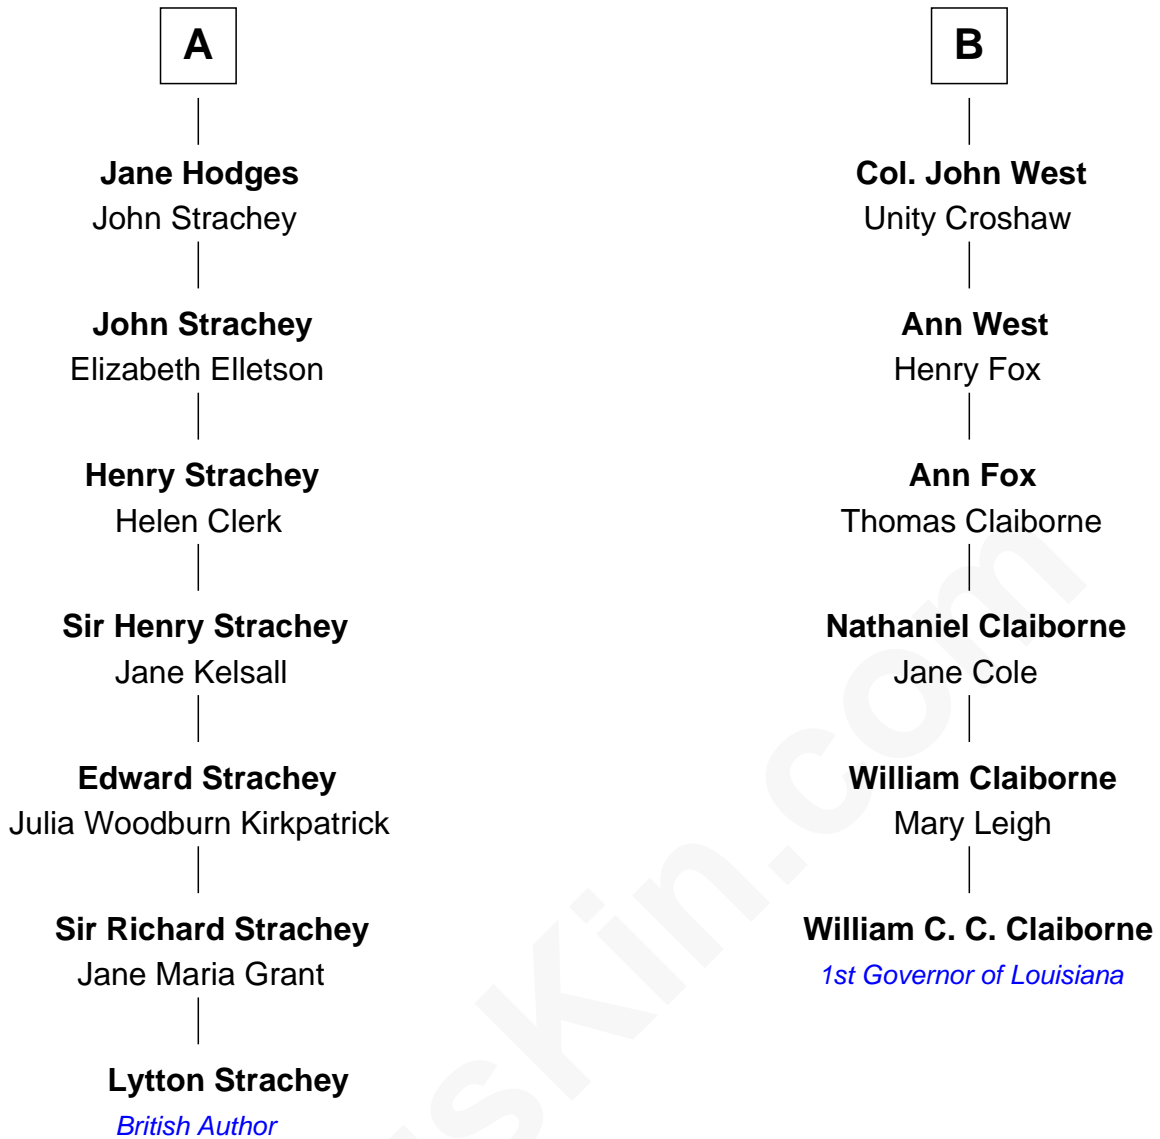 A
Jane Hodges
John Strachey
John Strachey
Elizabeth Elletson
Henry Strachey
Helen Clerk
Sir Henry Strachey
Jane Kelsall
Edward Strachey
Julia Woodburn Kirkpatrick
Sir Richard Strachey
Jane Maria Grant
Lytton Strachey
British Author
B
Col. John West
Unity Croshaw
Ann West
Henry Fox
Ann Fox
Thomas Claiborne
Nathaniel Claiborne
Jane Cole
William Claiborne
Mary Leigh
William C. C. Claiborne
1st Governor of Louisiana